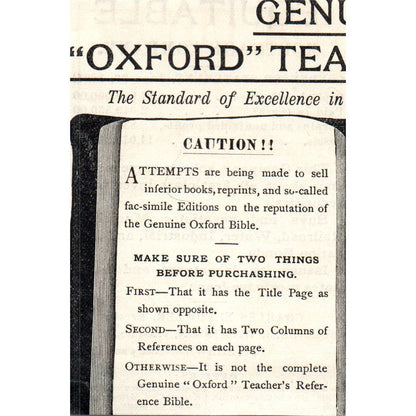 GENU
“OXFORD” TEA
The Standard of Excellence in
CAUTION!!
ATTEMPTS are being made to sell
inferior books, reprints, and so-called
fac-simile Editions on the reputation of
the Genuine Oxford Bible.
MAKE SURE OF TWO THINGS
BEFORE PURCHASHING.
FIRST—That it has the Title Page as
shown opposite.
SECOND—That it has Two Columns of
References on each page.
OTHERWISE—It is not the complete
Genuine “Oxford” Teacher's Refer-
ence Bible.